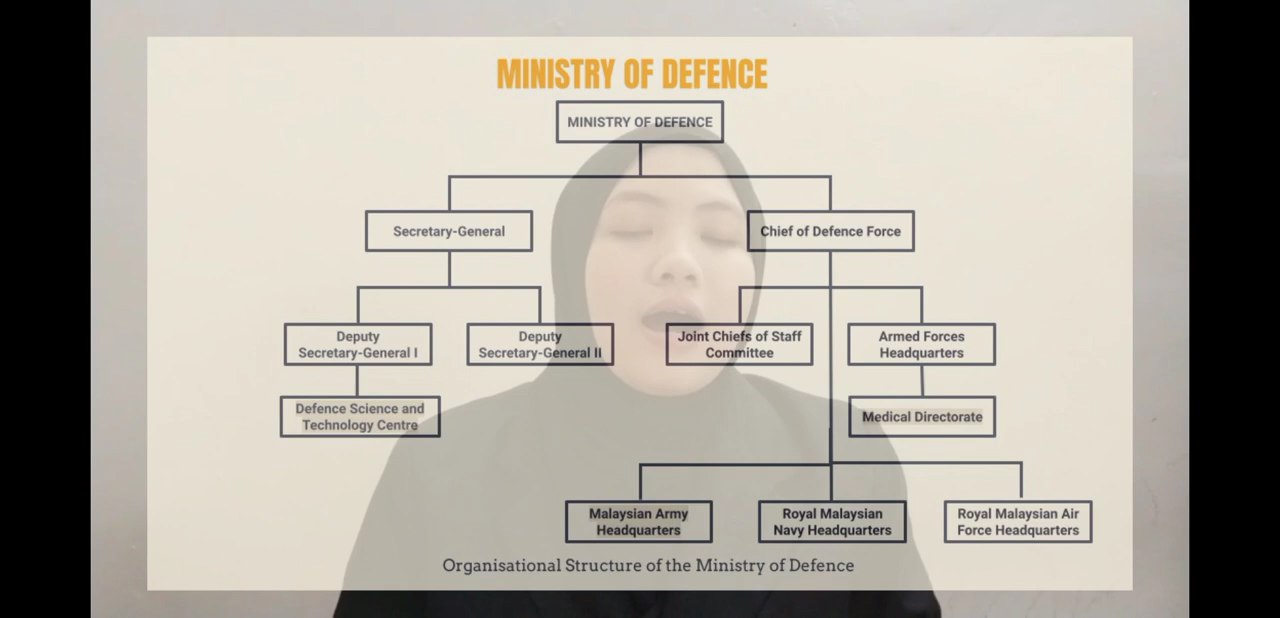 MINISTRY OF DEFENCE
MINISTRY OF DEFENCE
Secretary-General
Chief of Defence Force
Deputy
Secretary-General I
Deputy
Secretary-General II
Joint Chiefs of Staff
Committee
Armed Forces
Headquarters
Defence Science and
Technology Centre
Medical Directorate
Malaysian Army
Headquarters
Royal Malaysian
Navy Headquarters
Royal Malaysian Air
Force Headquarters
Organisational Structure of the Ministry of Defence